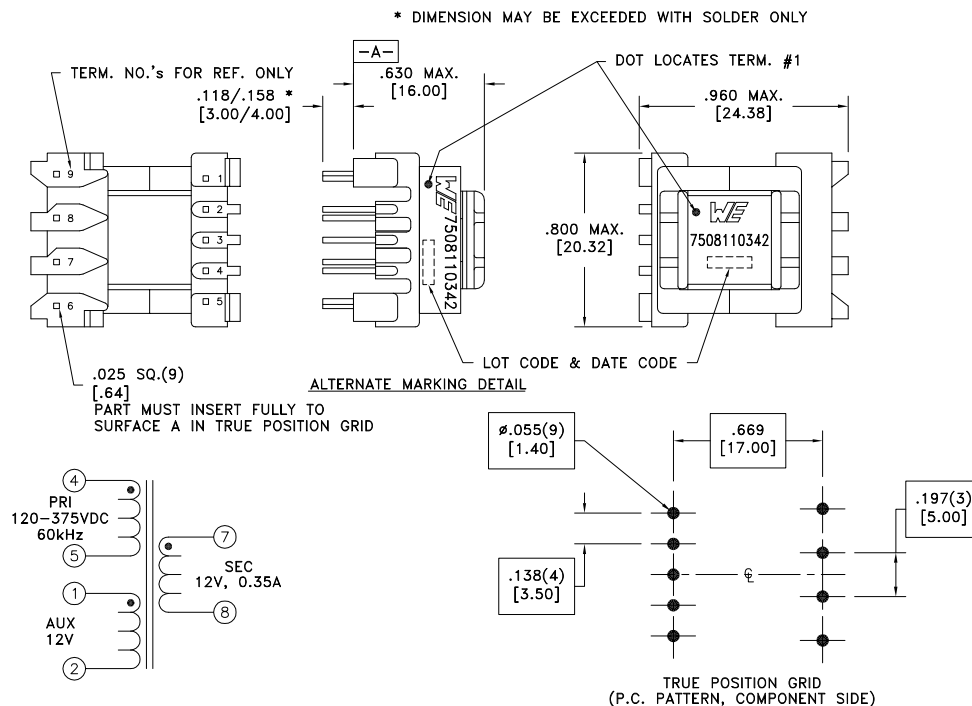 * DIMENSION MAY BE EXCEEDED WITH SOLDER ONLY
-A-
TERM. NO.'s FOR REF. ONLY
.118/.158 *
[3.00/4.00]
.630 MAX.
[16.00]
DOT LOCATES TERM. #1
.960 MAX.
[24.38]
9
8
7
6
1
2
3
4
5
WE
7508110342
.800 MAX.
[20.32]
WE
7508110342
LOT CODE & DATE CODE
ALTERNATE MARKING DETAIL
.025 SQ.(9)
[.64]
PART MUST INSERT FULLY TO
SURFACE A IN TRUE POSITION GRID
4
PRI
120-375VDC
60kHz
5
1
AUX
12V
2
7
SEC
12V, 0.35A
8
ø.055(9)
[1.40]
.669
[17.00]
.197(3)
[5.00]
.138(4)
[3.50]
℄
TRUE POSITION GRID
(P.C. PATTERN, COMPONENT SIDE)